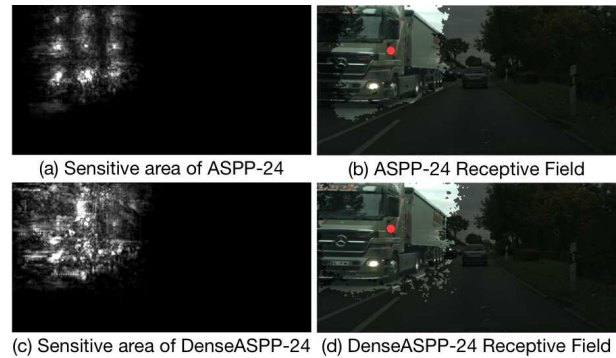 (a) Sensitive area of ASPP-24
(b) ASPP-24 Receptive Field
(c) Sensitive area of DenseASPP-24
(d) DenseASPP-24 Receptive Field